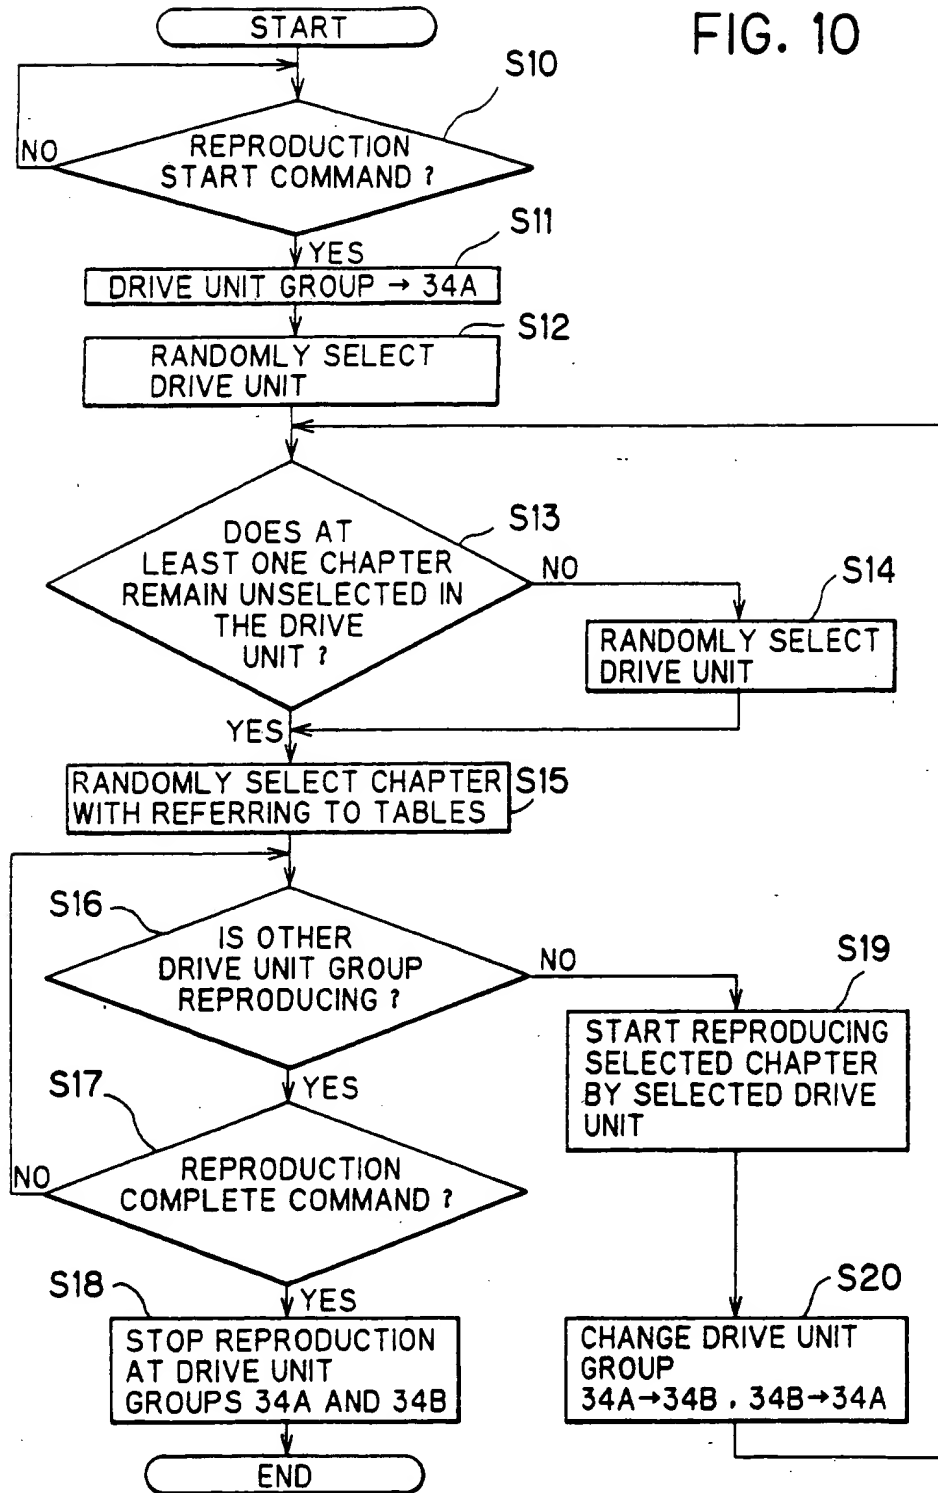 START
FIG. 10
S10
NO
REPRODUCTION
START COMMAND ?
S11
YES
DRIVE UNIT GROUP → 34A
S12
RANDOMLY SELECT
DRIVE UNIT
S13
DOES AT
LEAST ONE CHAPTER
REMAIN UNSELECTED IN
THE DRIVE
UNIT ?
NO
S14
RANDOMLY SELECT
DRIVE UNIT
YES
RANDOMLY SELECT CHAPTER
WITH REFERRING TO TABLES
S15
S16
IS OTHER
DRIVE UNIT GROUP
REPRODUCING ?
NO
S19
START REPRODUCING
SELECTED CHAPTER
BY SELECTED DRIVE
UNIT
YES
S17
NO
REPRODUCTION
COMPLETE COMMAND ?
S18
YES
STOP REPRODUCTION
AT DRIVE UNIT
GROUPS 34A AND 34B
S20
CHANGE DRIVE UNIT
GROUP
34A→34B , 34B→34A
END